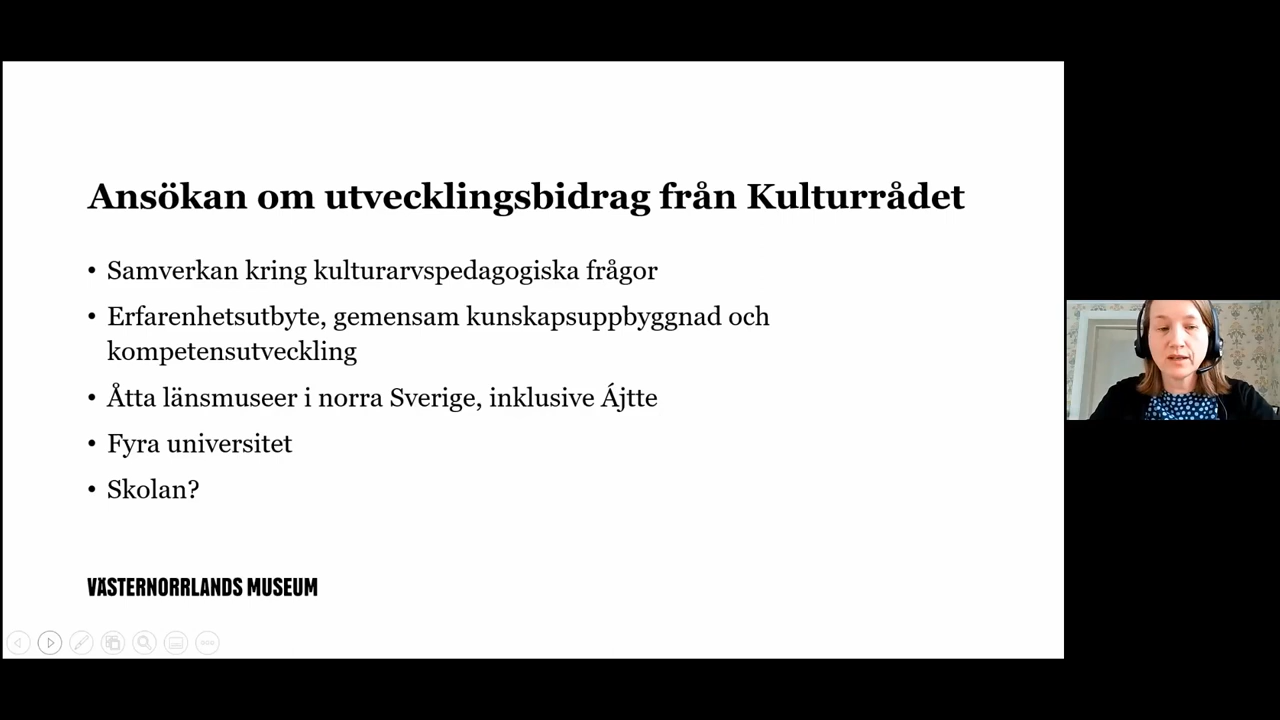 Ansökan om utvecklingsbidrag från Kulturrådet
• Samverkan kring kulturarvspedagogiska frågor
• Erfarenhetsutbyte, gemensam kunskapsuppbyggnad och
kompetensutveckling
• Åtta länsmuseer i norra Sverige, inklusive Ájtte
• Fyra universitet
• Skolan?
VÄSTERNORRLANDS MUSEUM